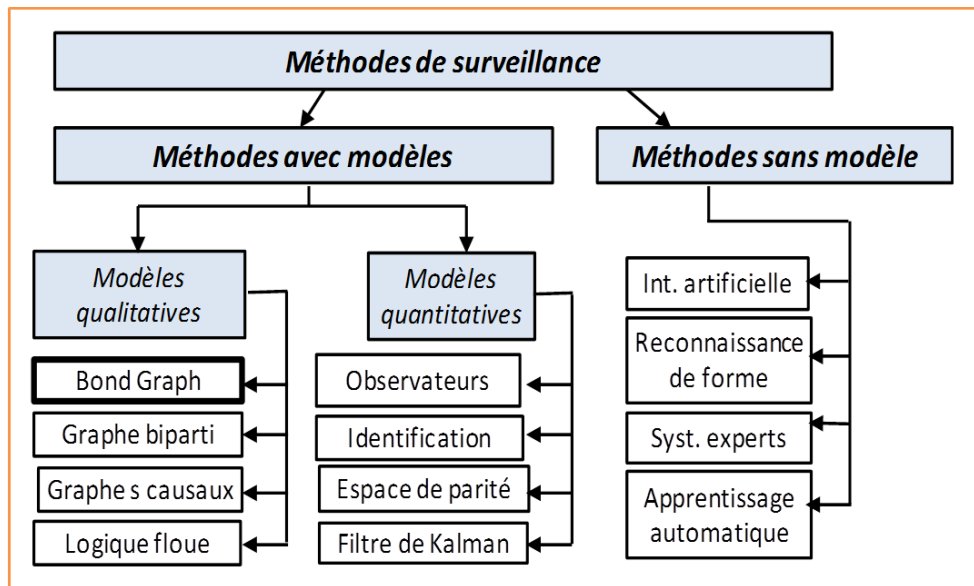 Méthodes de surveillance
Méthodes avec modèles
Méthodes sans modèle
Modèles
qualitatives
Bond Graph
Graphe biparti
Graphe s causaux
Logique floue
Modèles
quantitatives
Observateurs
Identification
Espace de parité
Filtre de Kalman
Int. artificielle
Reconnaissance
de forme
Syst. experts
Apprentissage
automatique